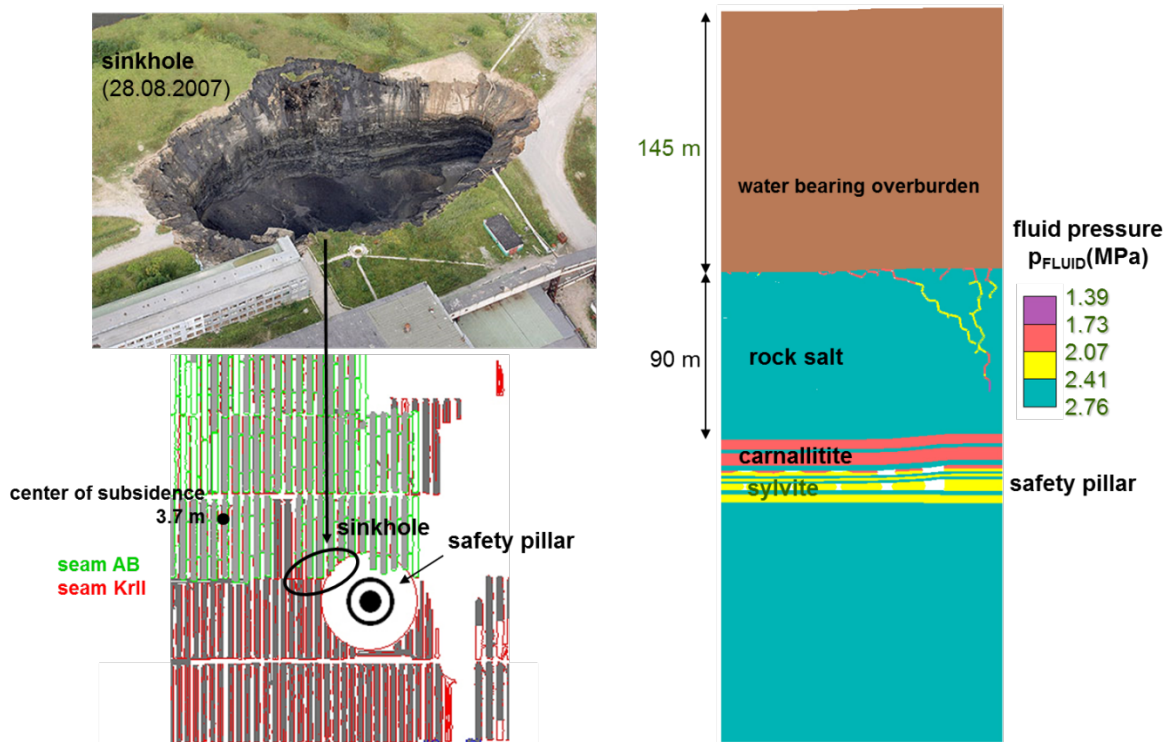 sinkhole
(28.08.2007)
center of subsidence
3.7 m
sinkhole
safety pillar
seam AB
seam KrII
145 m
water bearing overburden
fluid pressure
pFLUID(MPa)
1.39
1.73
2.07
2.41
2.76
90 m
rock salt
carnallitite
sylvite
safety pillar